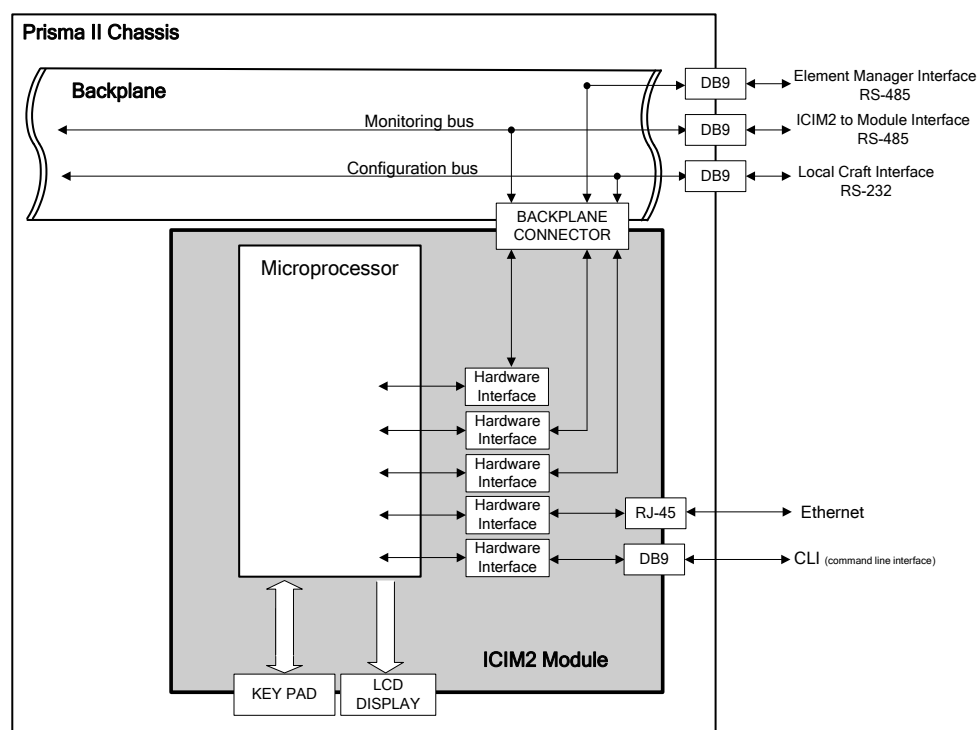 Prisma II Chassis
Backplane
Monitoring bus
Configuration bus
DB9
Element Manager Interface
RS-485
DB9
ICIM2 to Module Interface
RS-485
DB9
Local Craft Interface
RS-232
BACKPLANE
CONNECTOR
Microprocessor
Hardware
Interface
Hardware
Interface
Hardware
Interface
Hardware
Interface
RJ-45
Ethernet
Hardware
Interface
DB9
CLI (command line interface)
ICIM2 Module
KEY PAD
LCD
DISPLAY